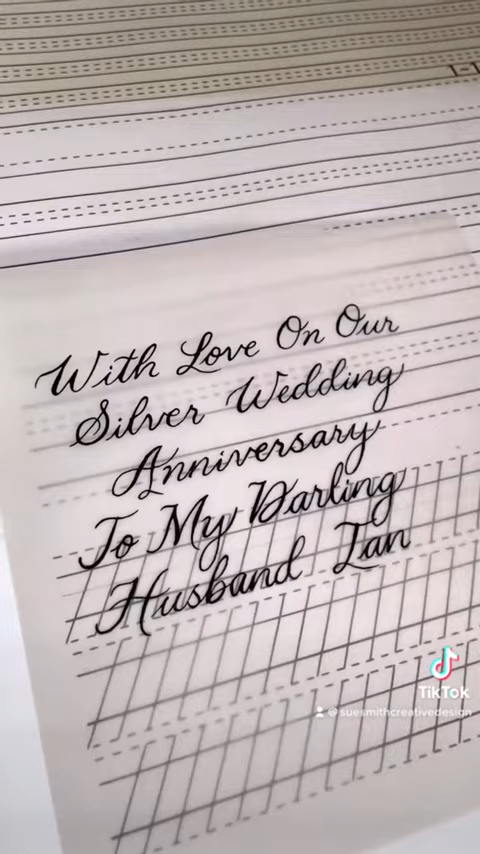 With Love On Our
Silver Wedding
Anniversary
To My Darling
Husband Ian
TikTok
@suesmithcreativedesign